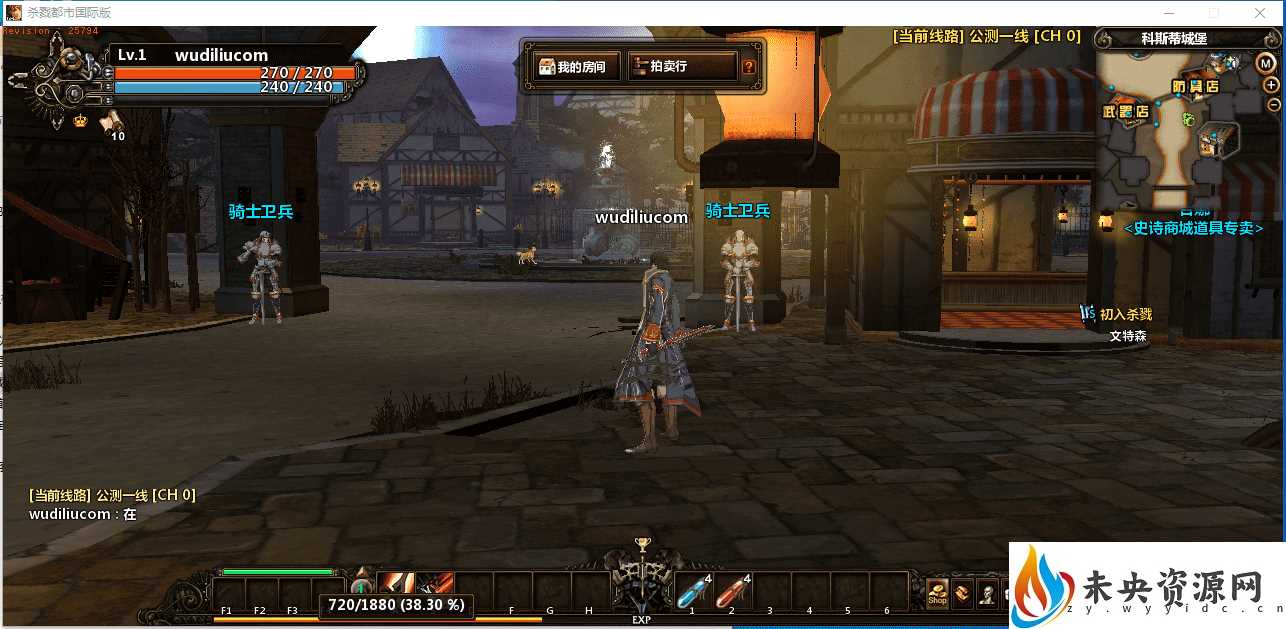 杀戮都市国际版
Revision : 25794
Lv.1 wudiliucom
270 / 270
240 / 240
10
我的房间
拍卖行
?
[当前线路] 公测一线 [CH 0]
科斯蒂城堡
M
防具店
武器店
骑士卫兵
wudiliucom
骑士卫兵
<史诗商城道具专卖>
初入杀戮
文特森
[当前线路] 公测一线 [CH 0]
wudiliucom : 在
4
4
F1 F2 F3
720/1880 (38.30 %)
F G H
EXP
1 2 3 4 5 6
Shop
未央资源网
zy.wyyidc.cn